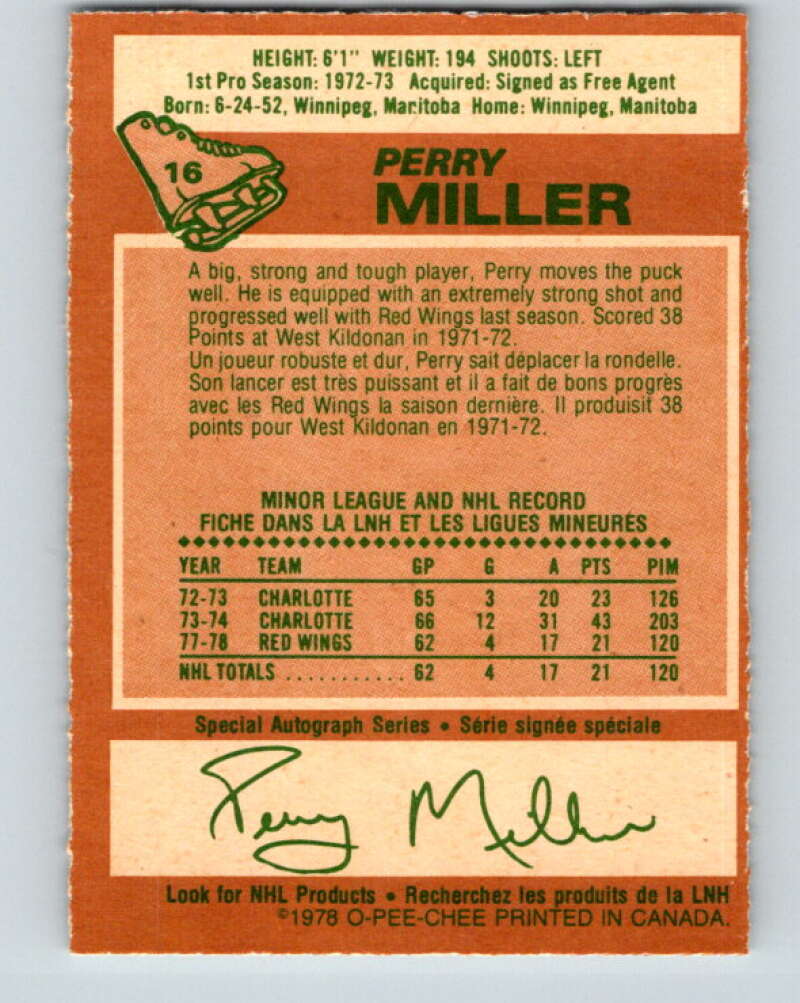 HEIGHT: 6'1" WEIGHT: 194 SHOOTS: LEFT
1st Pro Season: 1972-73 Acquired: Signed as Free Agent
Born: 6-24-52, Winnipeg, Manitoba Home: Winnipeg, Manitoba
16
PERRY
MILLER
A big, strong and tough player, Perry moves the puck
well. He is equipped with an extremely strong shot and
progressed well with Red Wings last season. Scored 38
Points at West Kildonan in 1971-72.
Un joueur robuste et dur, Perry sait déplacer la rondelle.
Son lancer est très puissant et il a fait de bons progrès
avec les Red Wings la saison dernière. Il produisit 38
points pour West Kildonan en 1971-72.
MINOR LEAGUE AND NHL RECORD
FICHE DANS LA LNH ET LES LIGUES MINEURES
YEAR TEAM GP G A PTS PIM
72-73 CHARLOTTE 65 3 20 23 126
73-74 CHARLOTTE 66 12 31 43 203
77-78 RED WINGS 62 4 17 21 120
NHL TOTALS ........... 62 4 17 21 120
Special Autograph Series • Série signée spéciale
Perry Miller
Look for NHL Products • Recherchez les produits de la LNH
©1978 O-PEE-CHEE PRINTED IN CANADA.